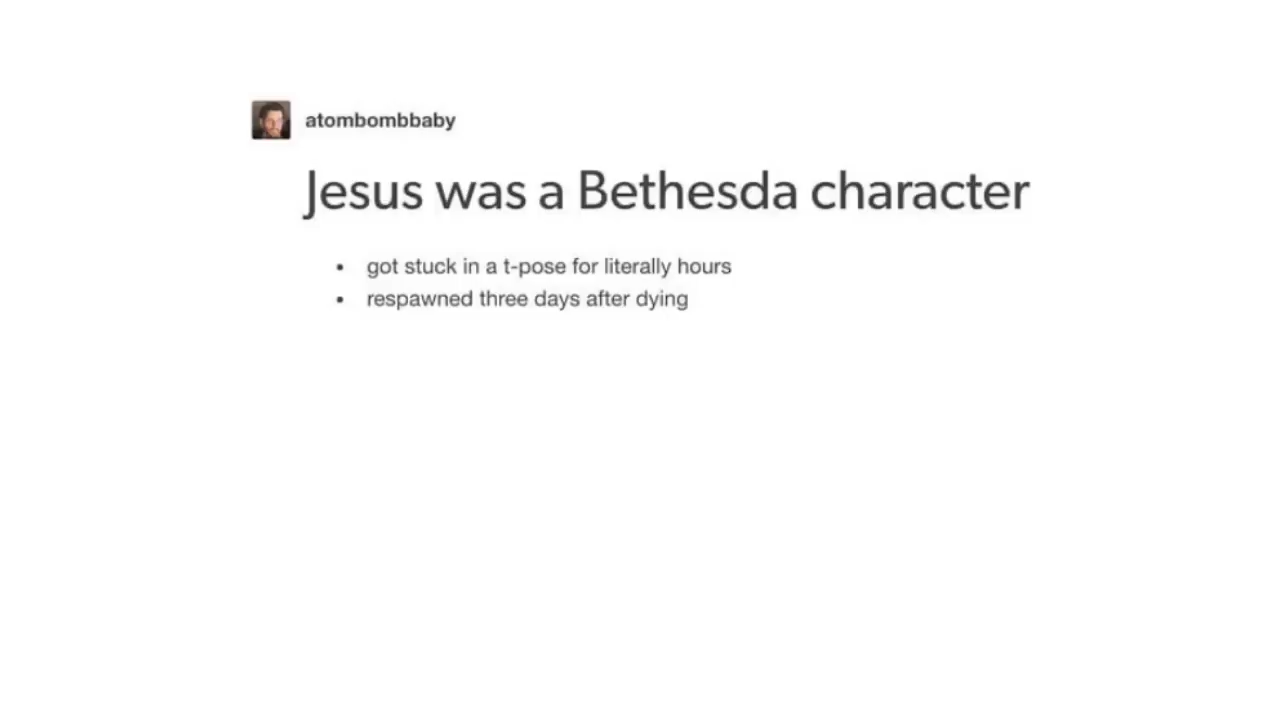 atombombbaby
Jesus was a Bethesda character
• got stuck in a t-pose for literally hours
• respawned three days after dying